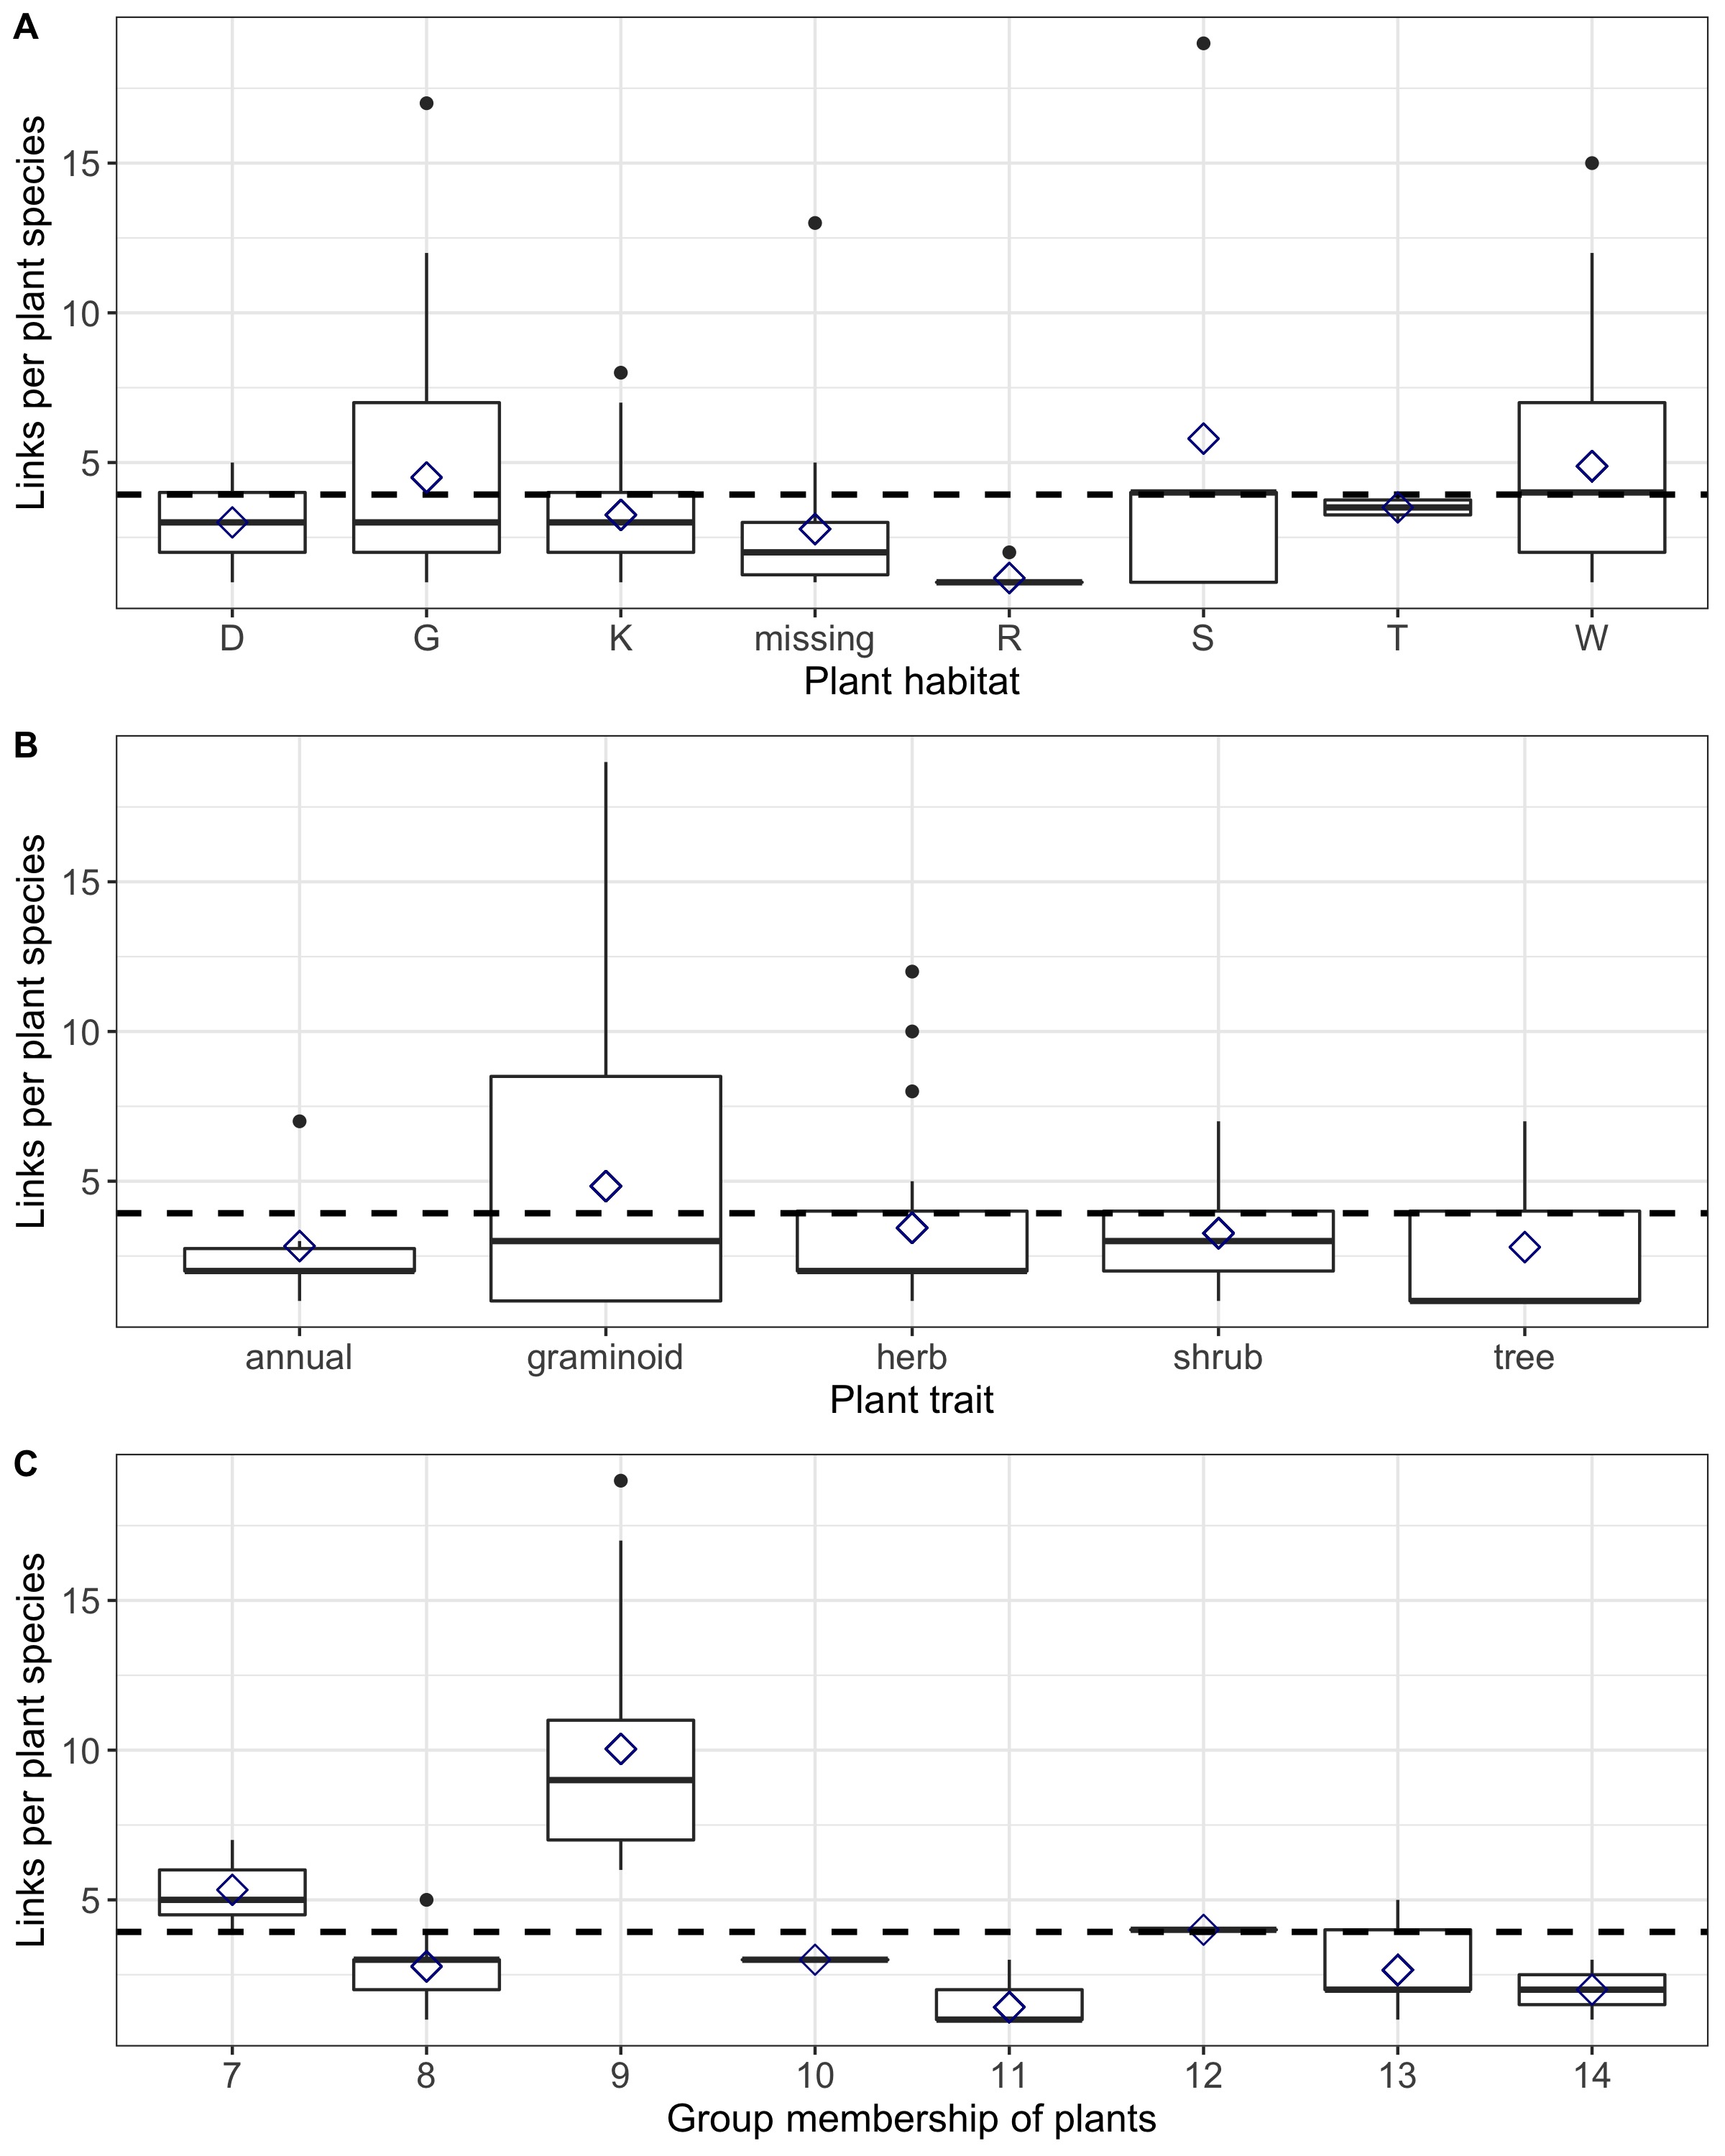 A
Links per plant species
15
10
5
D G K missing R S T W
Plant habitat
B
Links per plant species
15
10
5
annual graminoid herb shrub tree
Plant trait
C
Links per plant species
15
10
5
7 8 9 10 11 12 13 14
Group membership of plants